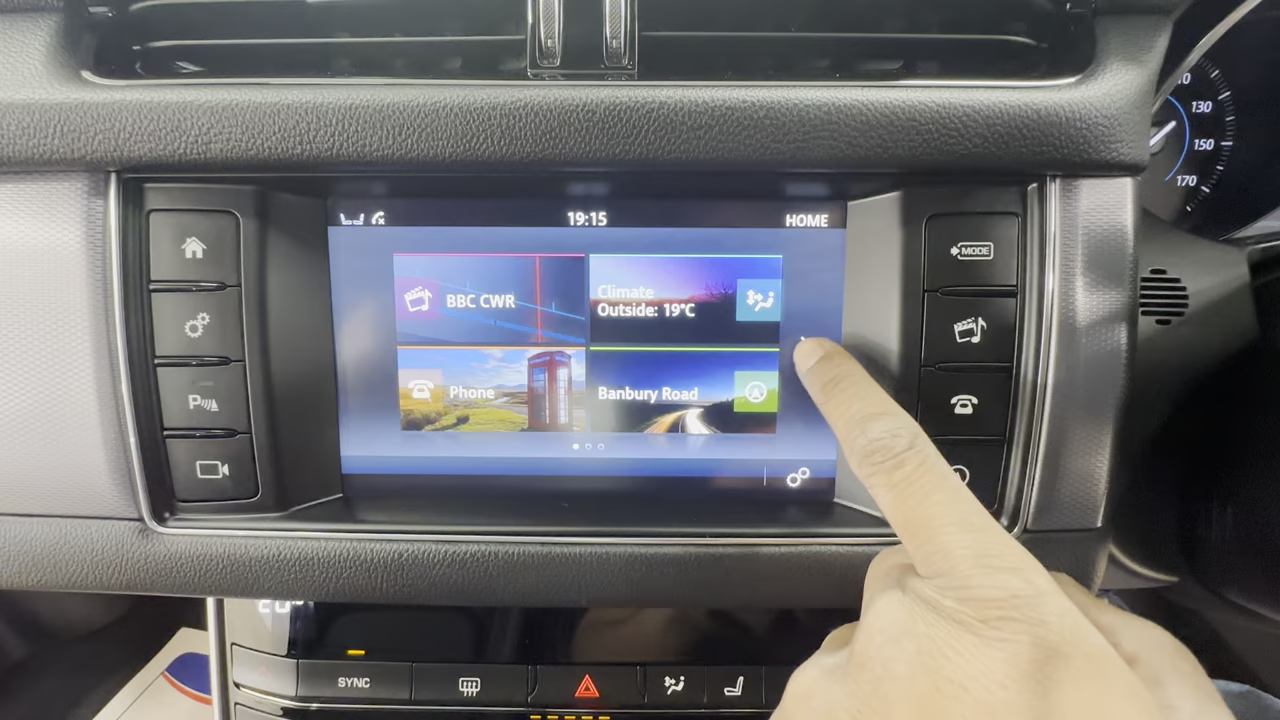 130
150
170
19:15
HOME
MODE
BBC CWR
Climate
Outside: 19°C
Phone
Banbury Road
P
SYNC